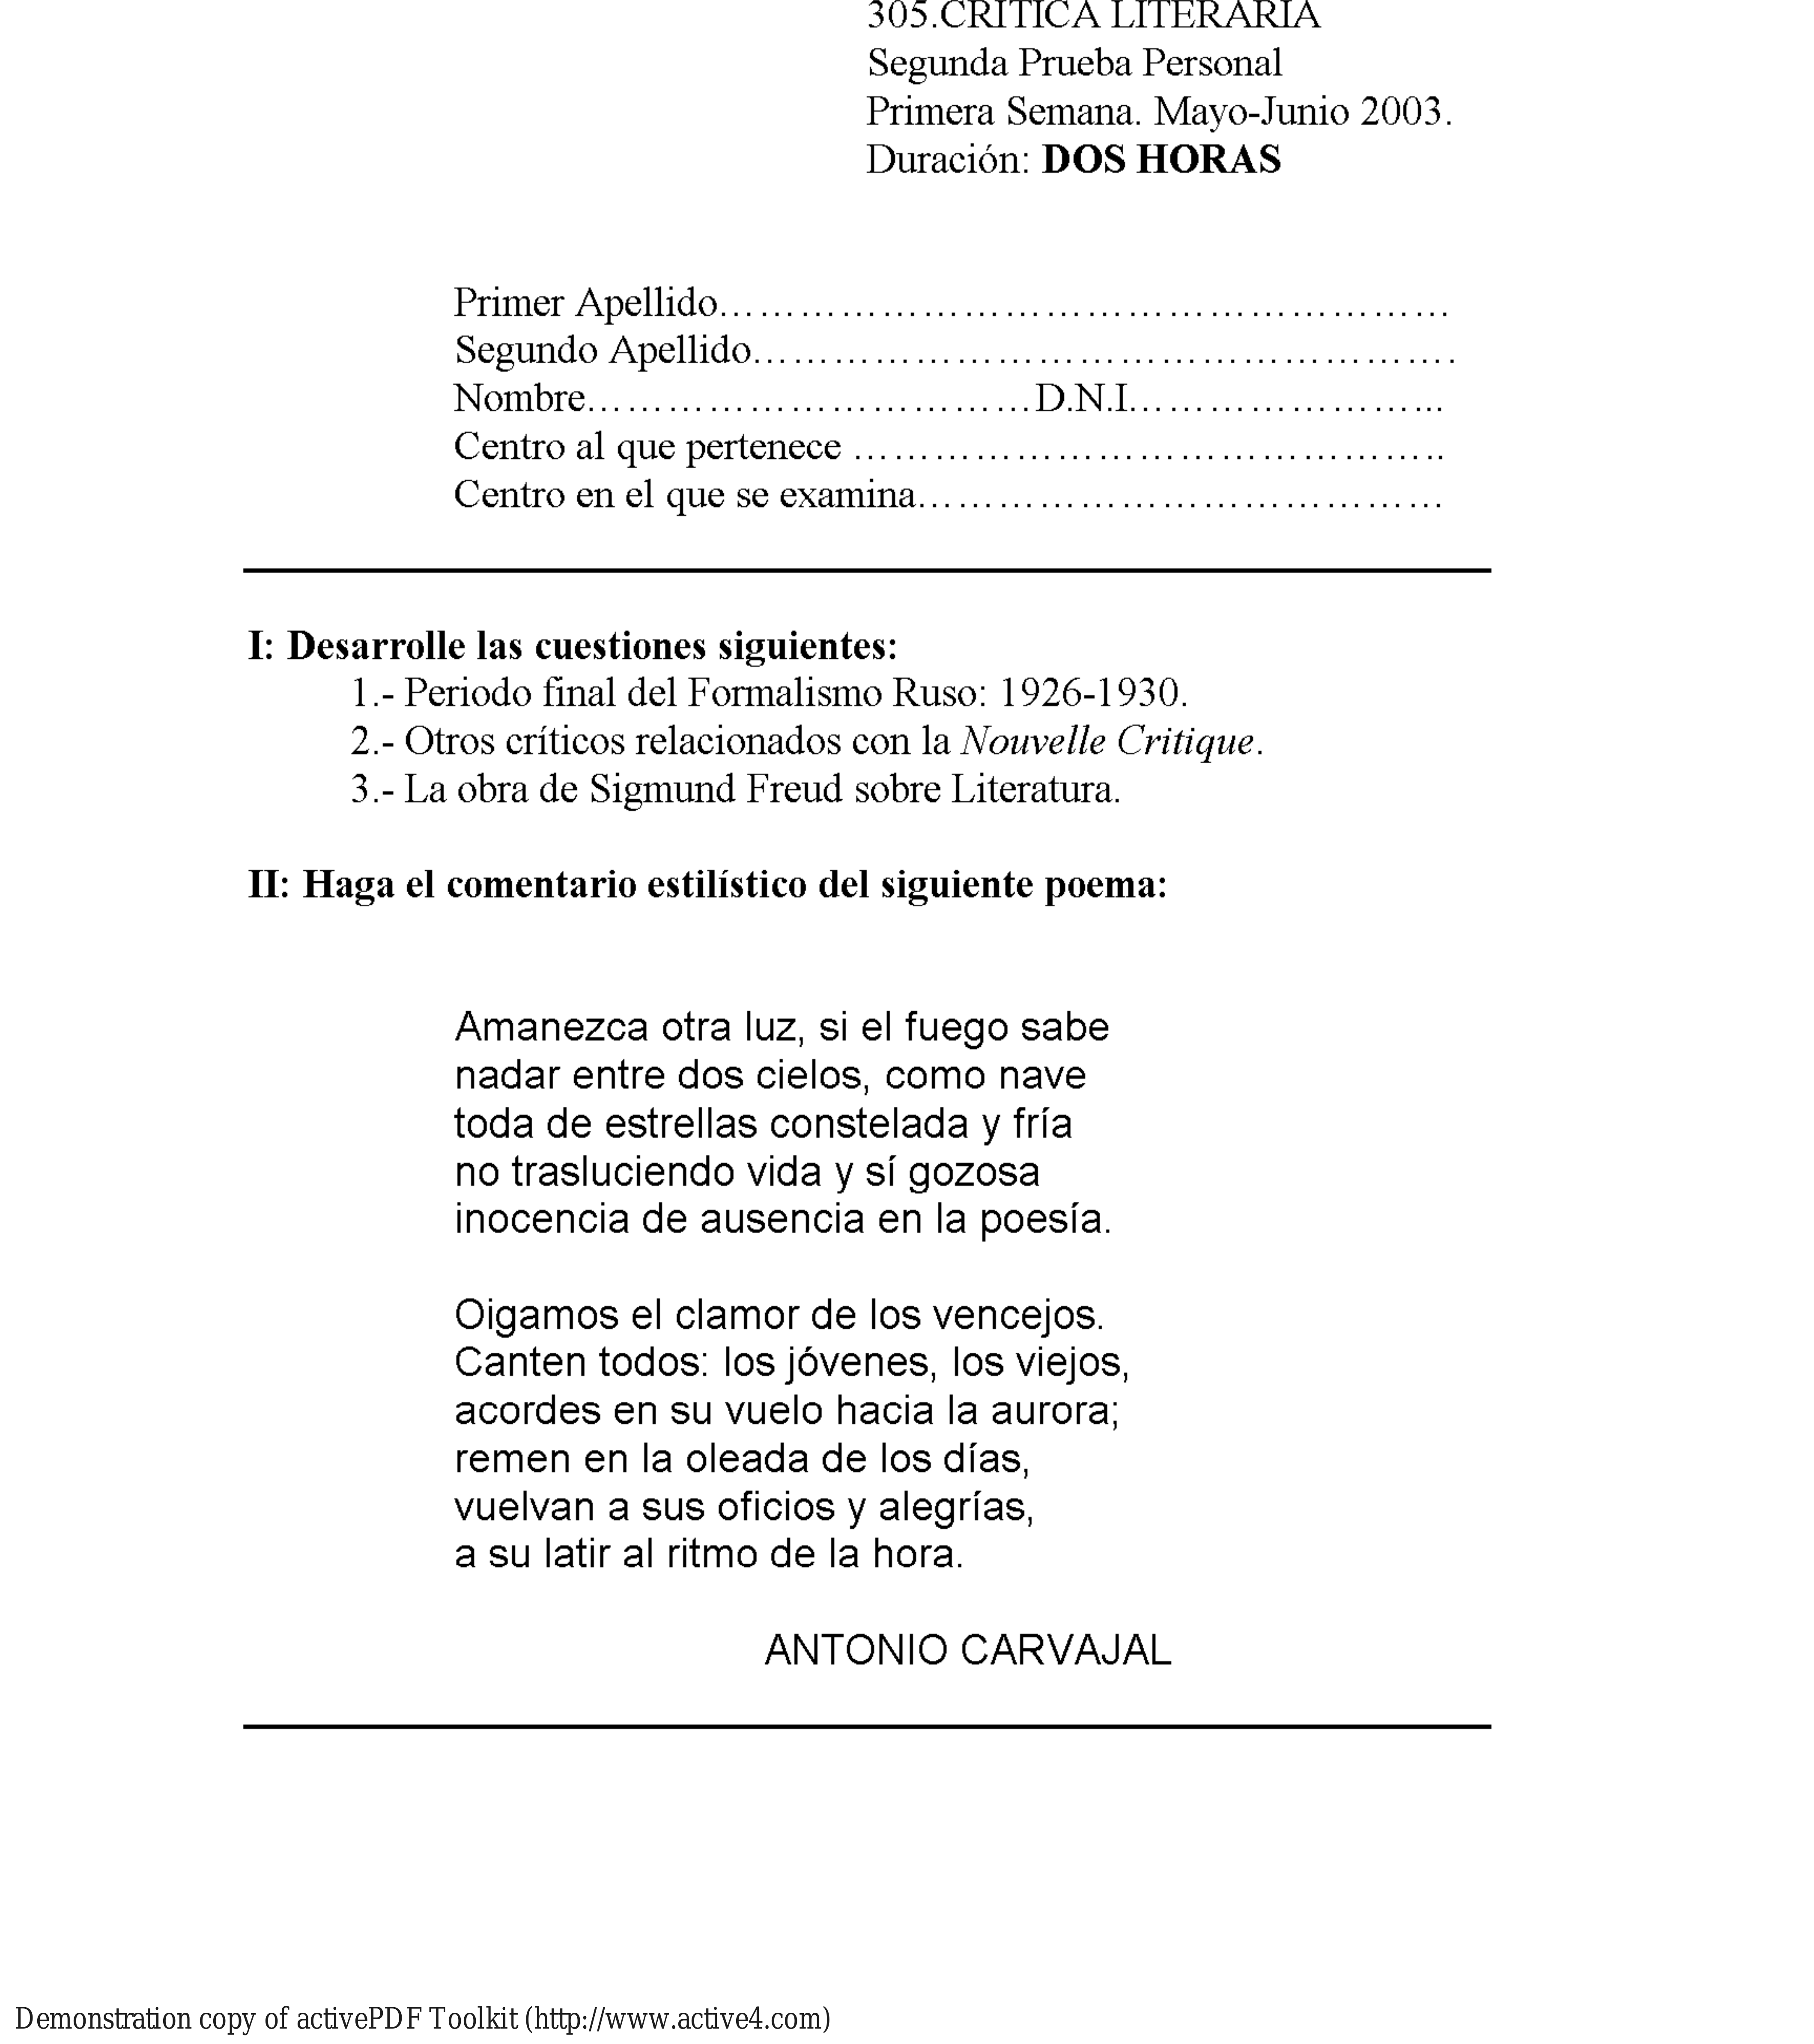 305.CRITICA LITERARIA
Segunda Prueba Personal
Primera Semana. Mayo-Junio 2003.
Duración: DOS HORAS
Primer Apellido……………………………………………….
Segundo Apellido…………………………………………….
Nombre……………………………D.N.I…………………...
Centro al que pertenece ……………………………………..
Centro en el que se examina…………………………………
I: Desarrolle las cuestiones siguientes:
1.- Periodo final del Formalismo Ruso: 1926-1930.
2.- Otros críticos relacionados con la Nouvelle Critique.
3.- La obra de Sigmund Freud sobre Literatura.
II: Haga el comentario estilístico del siguiente poema:
Amanezca otra luz, si el fuego sabe
nadar entre dos cielos, como nave
toda de estrellas constelada y fría
no trasluciendo vida y sí gozosa
inocencia de ausencia en la poesía.
Oigamos el clamor de los vencejos.
Canten todos: los jóvenes, los viejos,
acordes en su vuelo hacia la aurora;
remen en la oleada de los días,
vuelvan a sus oficios y alegrías,
a su latir al ritmo de la hora.
ANTONIO CARVAJAL
Demonstration copy of activePDF Toolkit (http://www.active4.com)